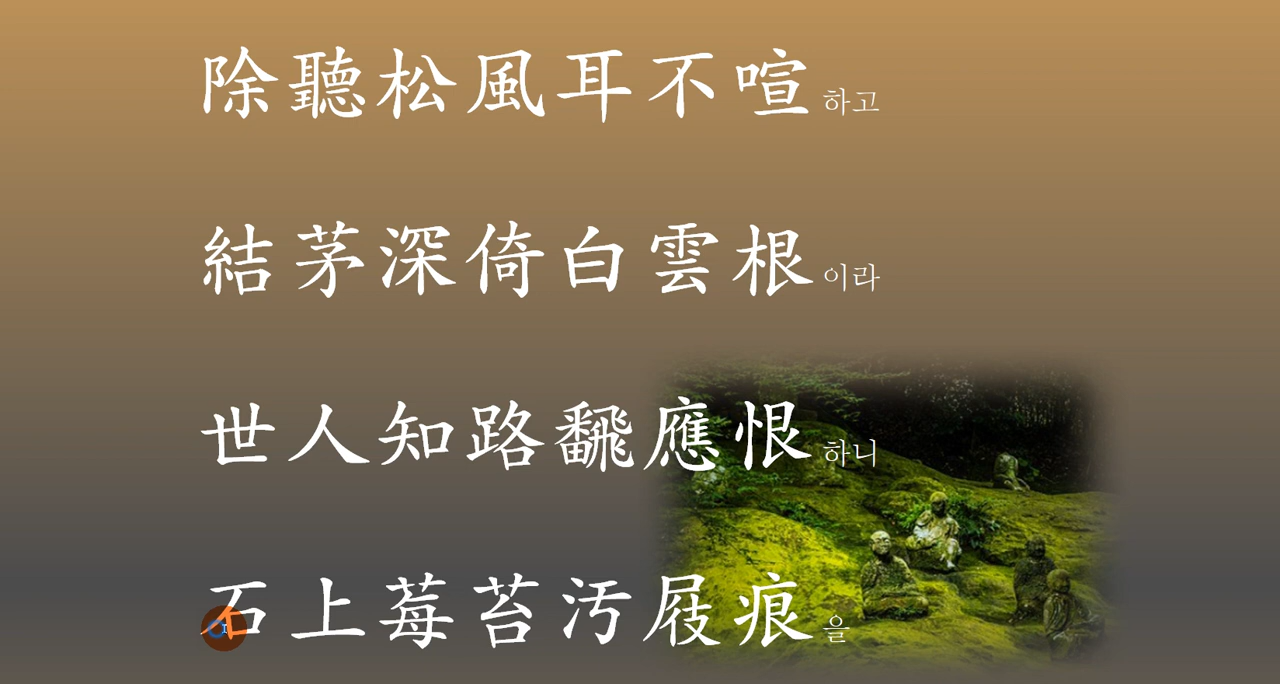 除聽松風耳不喧하고
結茅深倚白雲根이라
世人知路飜應恨하니
石上莓苔汚屐痕을